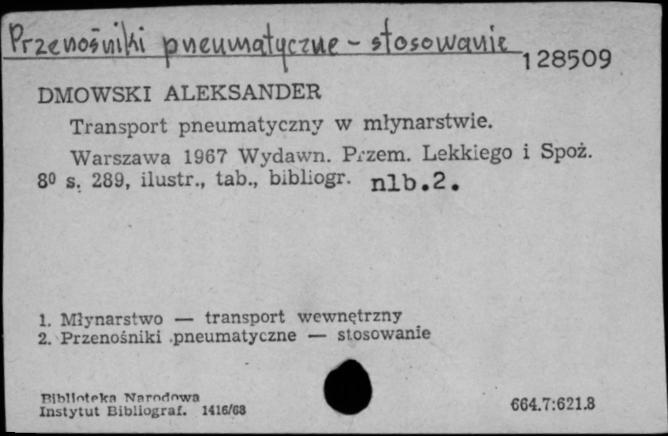 Przenośniki pneumatyczne - stosowanie
128509
DMOWSKI ALEKSANDER
Transport pneumatyczny w młynarstwie.
Warszawa 1967 Wydawn. Przem. Lekkiego i Spoż.
8⁰ s. 289, ilustr., tab., bibliogr. nlb.2.
1. Młynarstwo — transport wewnętrzny
2. Przenośniki pneumatyczne — stosowanie
Biblioteka Narodowa
Instytut Bibliograf. 1416/68
664.7:621.8